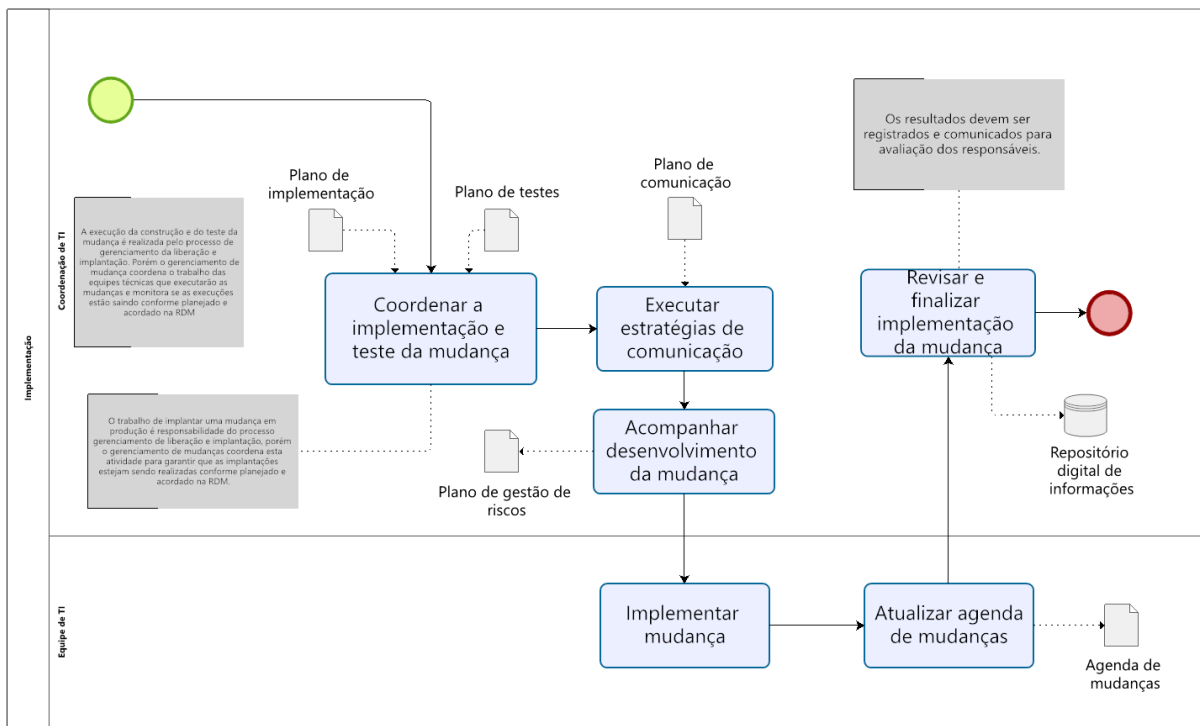 Implementação
Coordenação de TI
Equipe de TI
A execução da construção e do teste da
mudança é realizada pelo processo de
gerenciamento da liberação e
implantação. Porém o gerenciamento de
mudança coordena o trabalho das
equipes técnicas que executarão as
mudanças e monitora se as execuções
estão saindo conforme planejado e
acordado na RDM
O trabalho de implantar uma mudança em
produção é responsabilidade do processo
gerenciamento de liberação e implantação, porém
o gerenciamento de mudanças coordena esta
atividade para garantir que as implantações
estejam sendo realizadas conforme planejado e
acordado na RDM.
Plano de
implementação
Plano de testes
Coordenar a
implementação e
teste da mudança
Plano de
comunicação
Executar
estratégias de
comunicação
Acompanhar
desenvolvimento
da mudança
Plano de gestão de
riscos
Implementar
mudança
Atualizar agenda
de mudanças
Agenda de
mudanças
Os resultados devem ser
registrados e comunicados para
avaliação dos responsáveis.
Revisar e
finalizar
implementação
da mudança
Repositório
digital de
informações